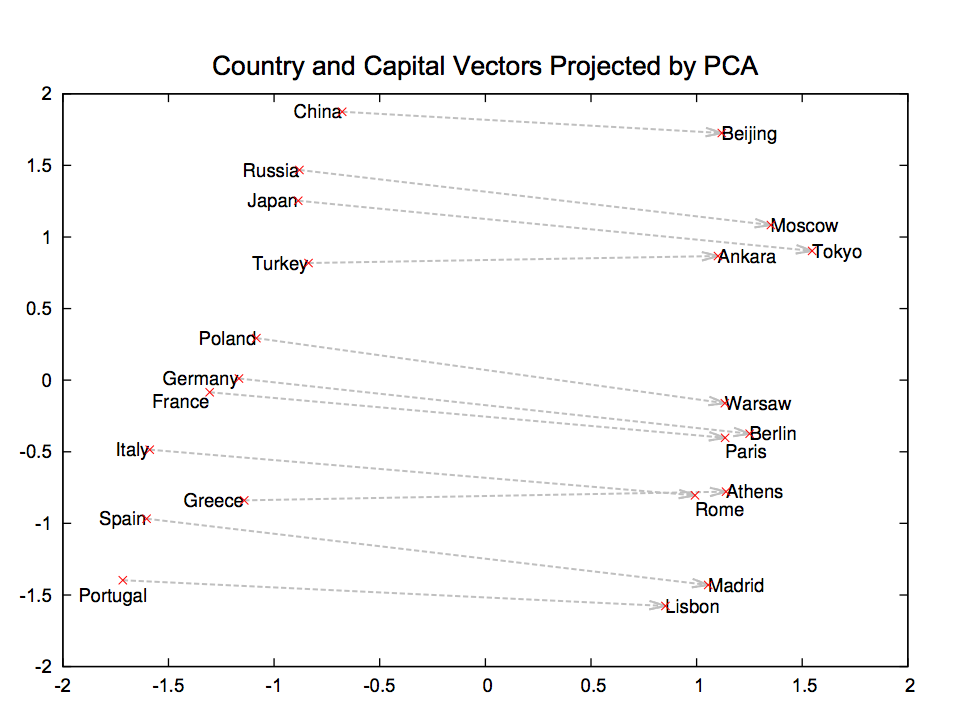 Country and Capital Vectors Projected by PCA
2
China
Beijing
1.5
Russia
Japan
Moscow
1
Tokyo
Ankara
Turkey
0.5
Poland
0
Germany
France
Warsaw
Berlin
Paris
-0.5
Italy
Athens
Greece
Rome
-1
Spain
Madrid
-1.5
Portugal
Lisbon
-2
-2 -1.5 -1 -0.5 0 0.5 1 1.5 2